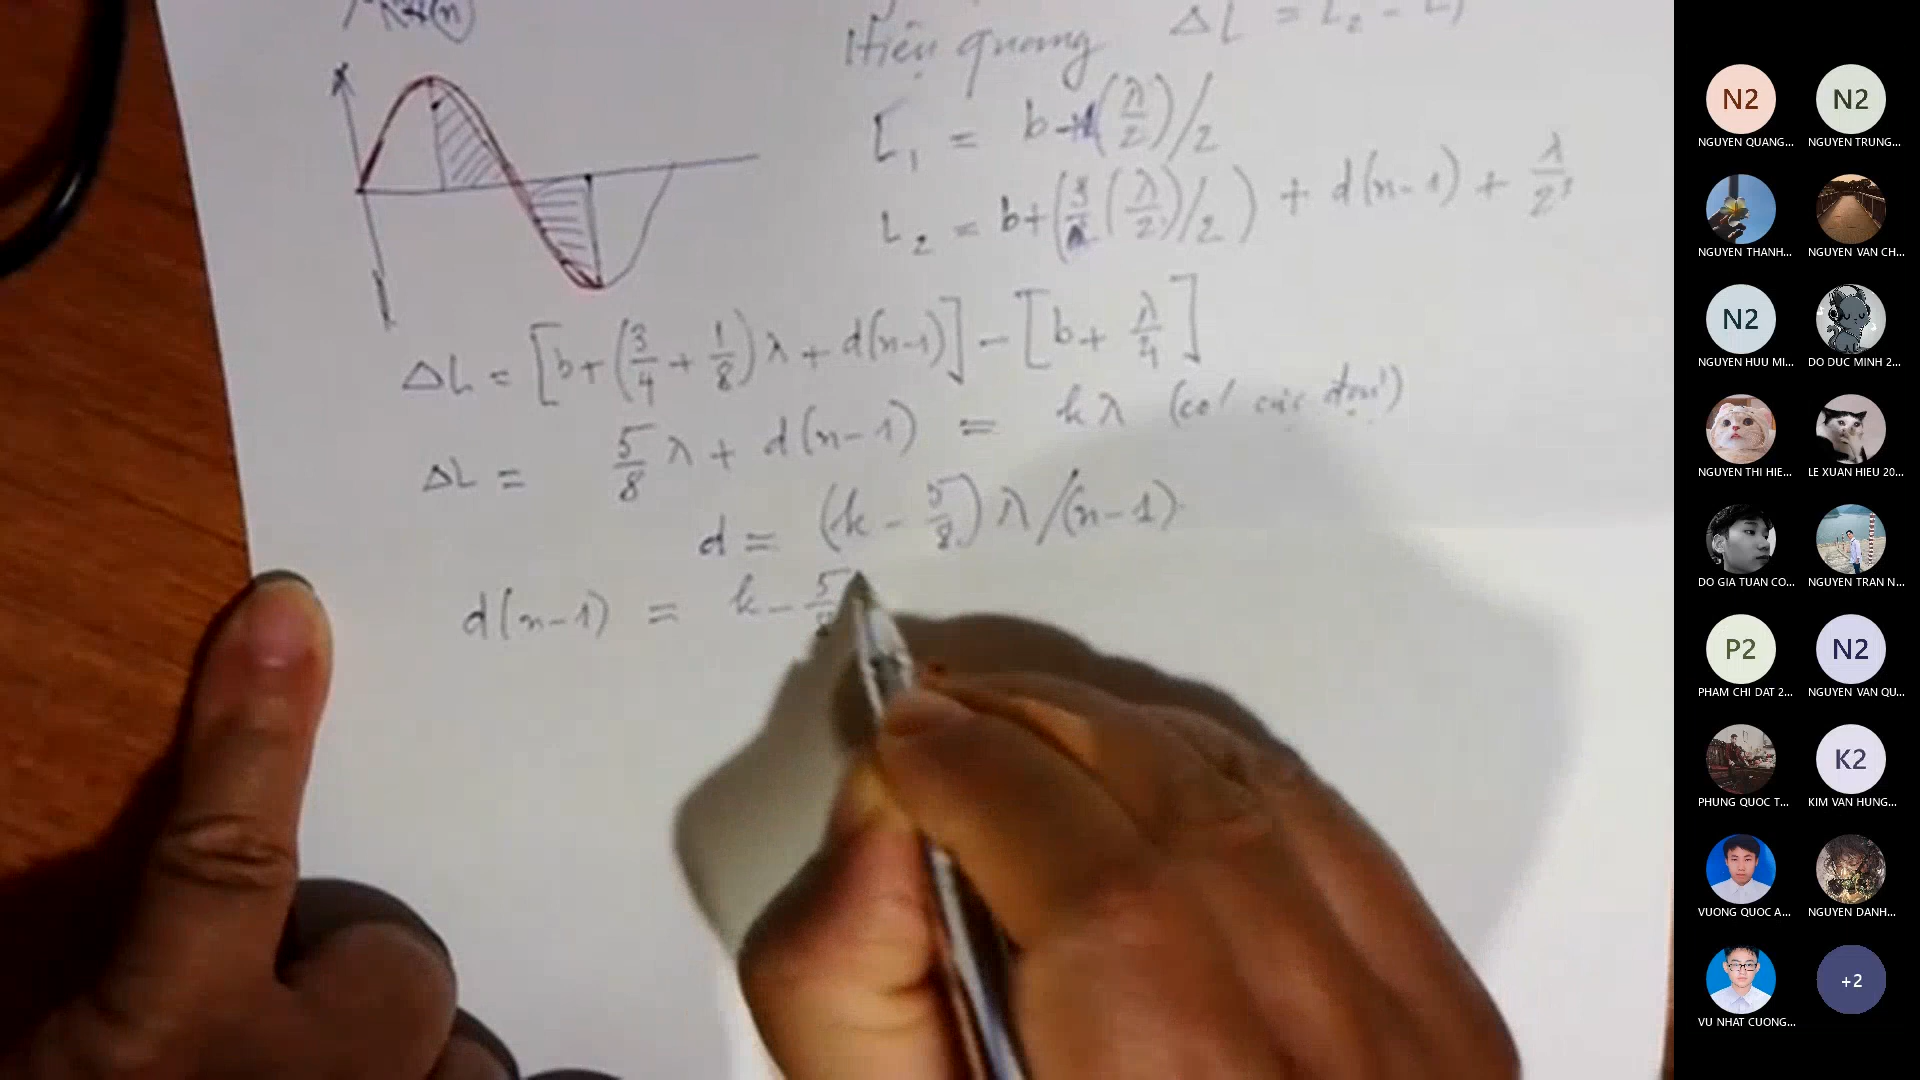 Hiệu quang ΔL = L2 - L1
L1 = b+(λ/2)/2
L2 = b+(3/2(λ/2)/2) + d(n-1) + λ/2³
ΔL = [b+(3/4 + 1/8)λ + d(n-1)] - [b + λ/4]
ΔL = 5/8 λ + d(n-1) = kλ (có cực đại)
d = (k - 5/8)λ/(n-1)
d(n-1) = k - 5
N2 N2
NGUYEN QUANG... NGUYEN TRUNG...
NGUYEN THANH... NGUYEN VAN CH...
N2
NGUYEN HUU MI... DO DUC MINH 2...
NGUYEN THI HIE... LE XUAN HIEU 20...
DO GIA TUAN CO... NGUYEN TRAN N...
P2 N2
PHAM CHI DAT 2... NGUYEN VAN QU...
K2
PHUNG QUOC T... KIM VAN HUNG...
VUONG QUOC A... NGUYEN DANH...
+2
VU NHAT CUONG...